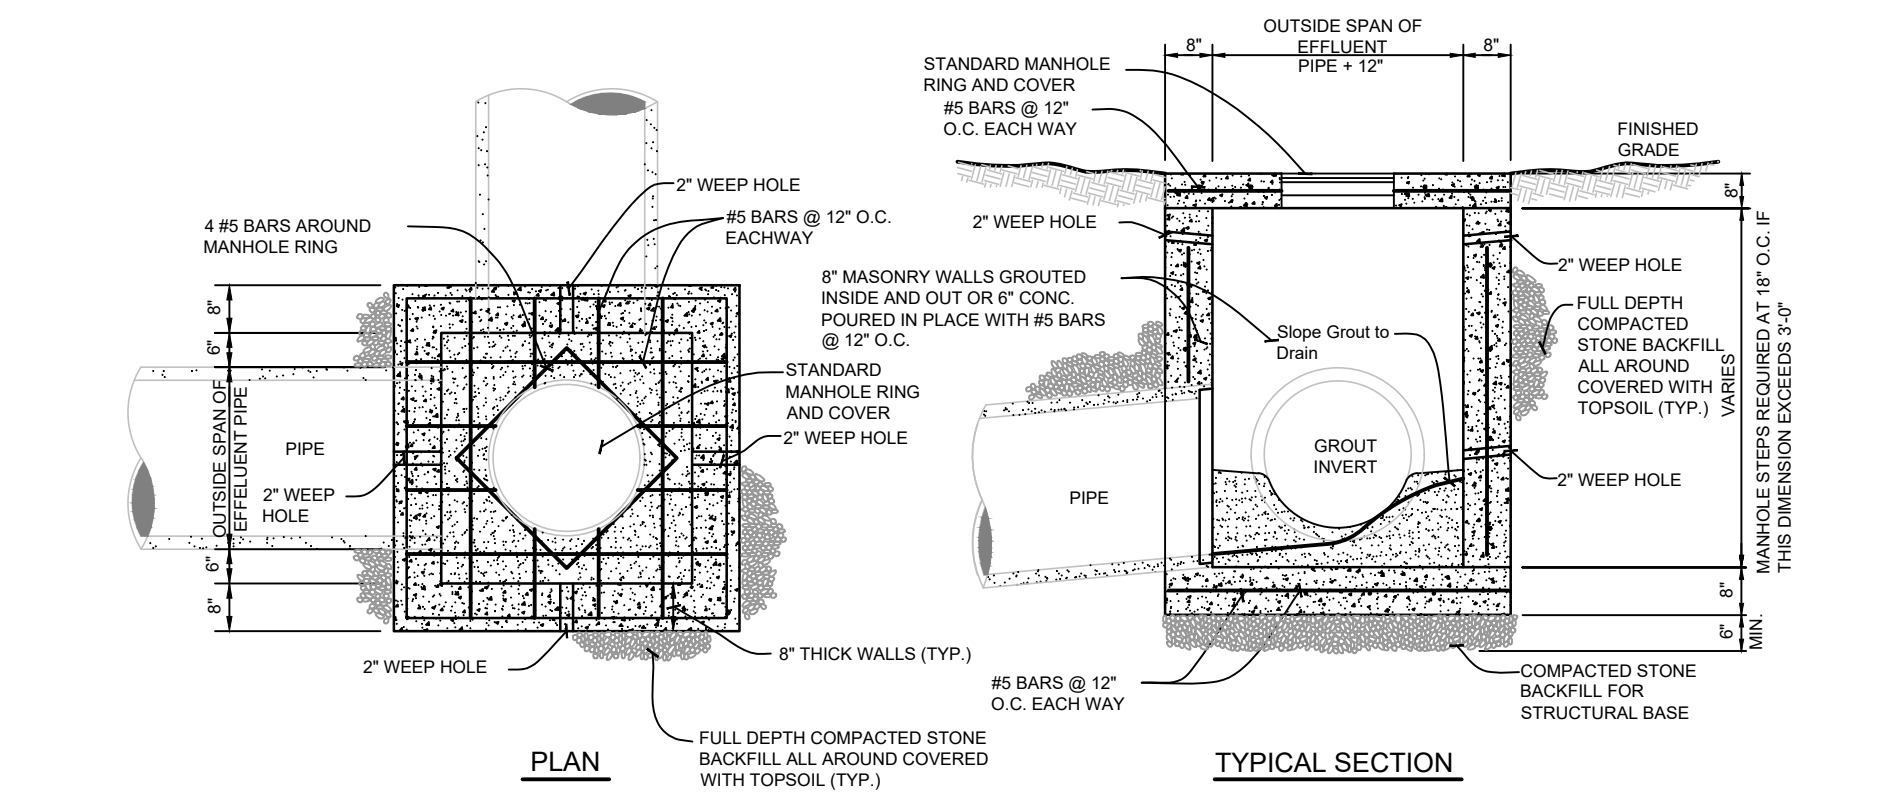 2" WEEP HOLE
4 #5 BARS AROUND
MANHOLE RING
#5 BARS @ 12" O.C.
EACHWAY
8"
6"
OUTSIDE SPAN OF
EFFELUENT PIPE
6"
8"
PIPE
2" WEEP
HOLE
STANDARD
MANHOLE RING
AND COVER
2" WEEP HOLE
2" WEEP HOLE
8" THICK WALLS (TYP.)
FULL DEPTH COMPACTED STONE
BACKFILL ALL AROUND COVERED
WITH TOPSOIL (TYP.)
PLAN
OUTSIDE SPAN OF
EFFLUENT
PIPE + 12"
8"
8"
STANDARD MANHOLE
RING AND COVER
#5 BARS @ 12"
O.C. EACH WAY
FINISHED
GRADE
2" WEEP HOLE
8" MASONRY WALLS GROUTED
INSIDE AND OUT OR 6" CONC.
POURED IN PLACE WITH #5 BARS
@ 12" O.C.
Slope Grout to
Drain
2" WEEP HOLE
FULL DEPTH
COMPACTED
STONE BACKFILL
ALL AROUND
COVERED WITH
TOPSOIL (TYP.)
GROUT
INVERT
PIPE
2" WEEP HOLE
8"
VARIES
MANHOLE STEPS REQUIRED AT 18" O.C. IF
THIS DIMENSION EXCEEDS 3'-0"
8"
6"
MIN.
#5 BARS @ 12"
O.C. EACH WAY
COMPACTED STONE
BACKFILL FOR
STRUCTURAL BASE
TYPICAL SECTION